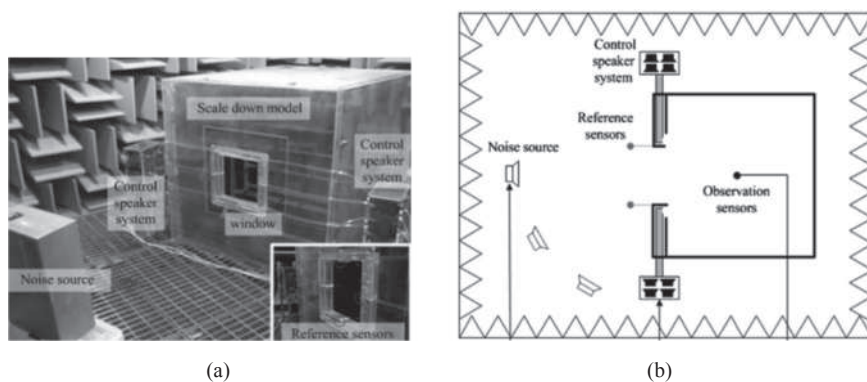 Scale down model
Control
speaker
system
Control
speaker
system
window
Noise source
Reference sensors
(a)
Control
speaker
system
Reference
sensors
Noise source
Observation
sensors
(b)